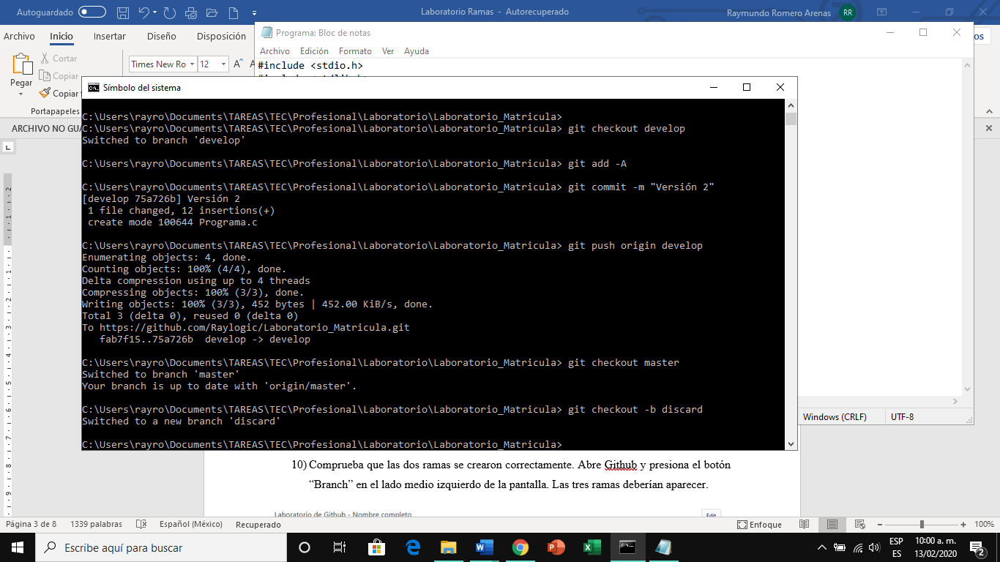 Autoguardado
Laboratorio Ramas - Autorecuperado
Raymundo Romero Arenas
RR
Archivo
Inicio
Insertar
Diseño
Disposición
Programa: Bloc de notas
os
Archivo Edición Formato Ver Ayuda
Cortar
Copiar
Pegar
Copiar f
Portapapeles
Times New Ro
12
A
#include <stdio.h>
ARCHIVO NO GUA
Símbolo del sistema
C:\Users\rayro\Documents\TAREAS\TEC\Profesional\Laboratorio\Laboratorio_Matricula>
C:\Users\rayro\Documents\TAREAS\TEC\Profesional\Laboratorio\Laboratorio_Matricula> git checkout develop
Switched to branch 'develop'
C:\Users\rayro\Documents\TAREAS\TEC\Profesional\Laboratorio\Laboratorio_Matricula> git add -A
C:\Users\rayro\Documents\TAREAS\TEC\Profesional\Laboratorio\Laboratorio_Matricula> git commit -m "Versión 2"
[develop 75a726b] Versión 2
1 file changed, 12 insertions(+)
create mode 100644 Programa.c
C:\Users\rayro\Documents\TAREAS\TEC\Profesional\Laboratorio\Laboratorio_Matricula> git push origin develop
Enumerating objects: 4, done.
Counting objects: 100% (4/4), done.
Delta compression using up to 4 threads
Compressing objects: 100% (3/3), done.
Writing objects: 100% (3/3), 452 bytes | 452.00 KiB/s, done.
Total 3 (delta 0), reused 0 (delta 0)
To https://github.com/Raylogic/Laboratorio_Matricula.git
fab7f15..75a726b develop -> develop
C:\Users\rayro\Documents\TAREAS\TEC\Profesional\Laboratorio\Laboratorio_Matricula> git checkout master
Switched to branch 'master'
Your branch is up to date with 'origin/master'.
C:\Users\rayro\Documents\TAREAS\TEC\Profesional\Laboratorio\Laboratorio_Matricula> git checkout -b discard
Switched to a new branch 'discard'
C:\Users\rayro\Documents\TAREAS\TEC\Profesional\Laboratorio\Laboratorio_Matricula>
Windows (CRLF)
UTF-8
10) Comprueba que las dos ramas se crearon correctamente. Abre Github y presiona el botón
“Branch” en el lado medio izquierdo de la pantalla. Las tres ramas deberían aparecer.
Laboratorio de Github - Nombre completo
Edit
Página 3 de 8 1339 palabras Español (México) Recuperado
Enfoque
100%
Escribe aquí para buscar
ESP
ES
10:00 a. m.
13/02/2020
2